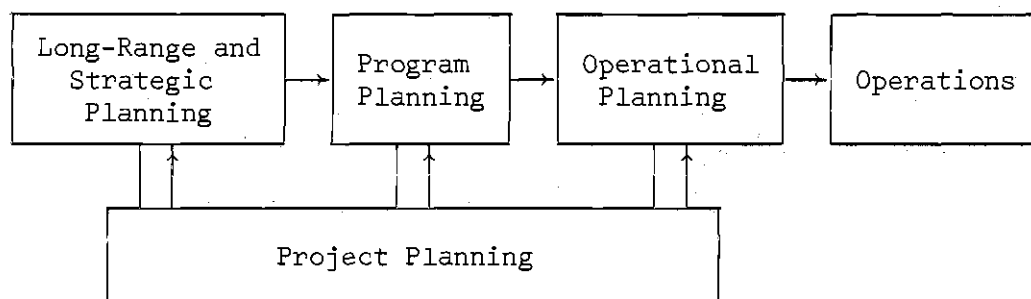 Long-Range and
Strategic
Planning
Program
Planning
Operational
Planning
Operations
Project Planning